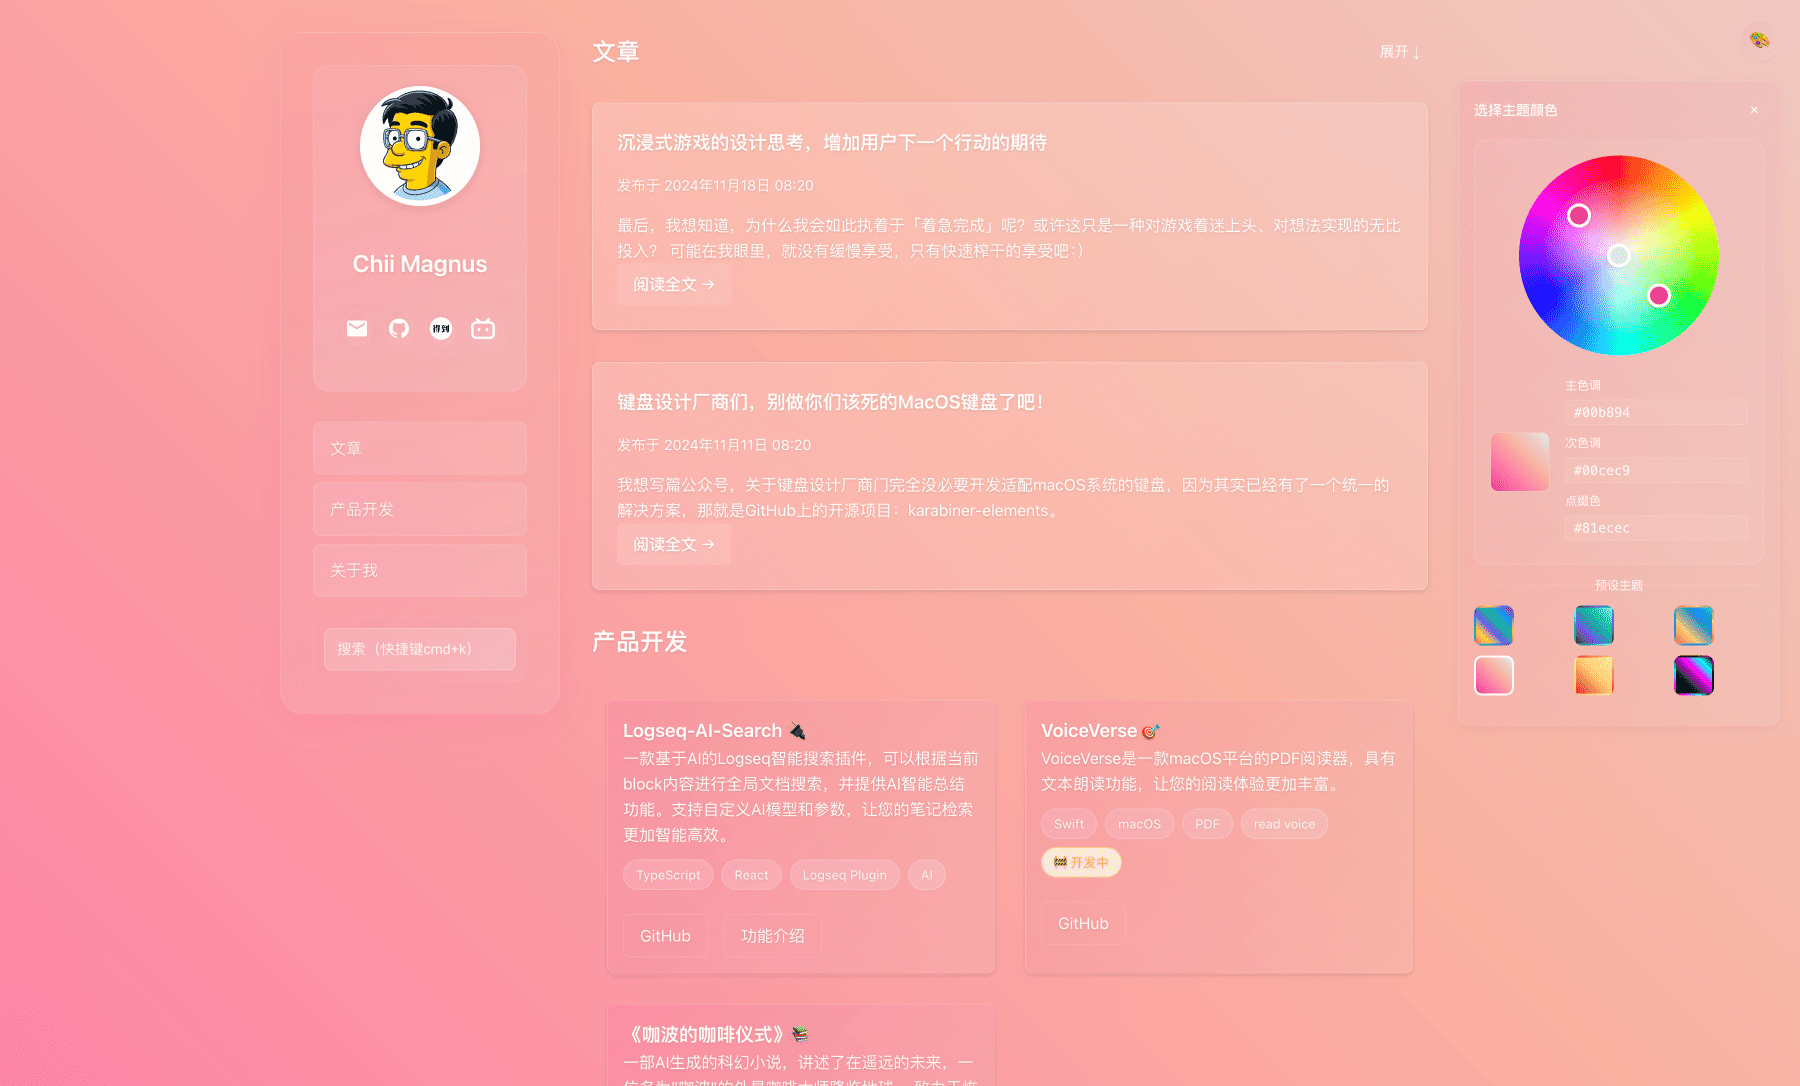 Chii Magnus
得到
文章
产品开发
关于我
搜索（快捷键cmd+k）
文章
展开 ↓
沉浸式游戏的设计思考，增加用户下一个行动的期待
发布于 2024年11月18日 08:20
最后，我想知道，为什么我会如此执着于「着急完成」呢？或许这只是一种对游戏着迷上头、对想法实现的无比
投入？ 可能在我眼里，就没有缓慢享受，只有快速榨干的享受吧:）
阅读全文 →
键盘设计厂商们，别做你们该死的MacOS键盘了吧！
发布于 2024年11月11日 08:20
我想写篇公众号，关于键盘设计厂商门完全没必要开发适配macOS系统的键盘，因为其实已经有了一个统一的
解决方案，那就是GitHub上的开源项目：karabiner-elements。
阅读全文 →
产品开发
Logseq-AI-Search 🔌
一款基于AI的Logseq智能搜索插件，可以根据当前
block内容进行全局文档搜索，并提供AI智能总结
功能。支持自定义AI模型和参数，让您的笔记检索
更加智能高效。
TypeScript React Logseq Plugin AI
GitHub 功能介绍
VoiceVerse 🎯
VoiceVerse是一款macOS平台的PDF阅读器，具有
文本朗读功能，让您的阅读体验更加丰富。
Swift macOS PDF read voice
🚧 开发中
GitHub
《咖波的咖啡仪式》📚
一部AI生成的科幻小说，讲述了在遥远的未来，一
选择主题颜色 ×
主色调
#00b894
次色调
#00cec9
点缀色
#81ecec
预设主题